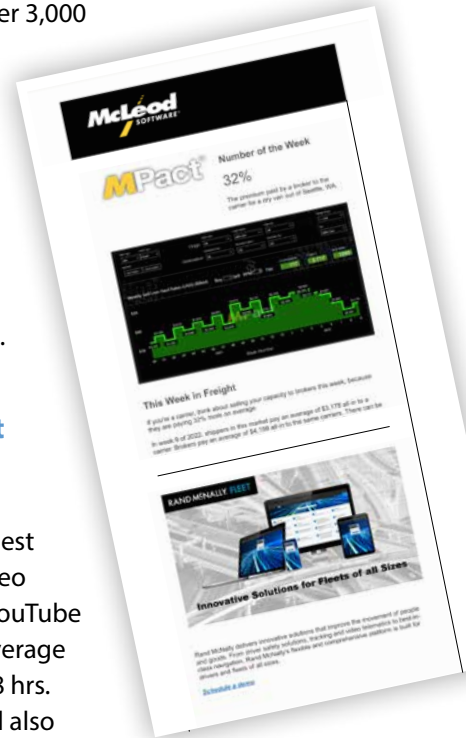 er 3,000
.
t
est
eo
ouTube
verage
3 hrs.
d also
McLeod
SOFTWARE
MPact
Number of the Week
32%
The premium paid by a broker to the
carrier for a dry van out of Seattle, WA.
This Week in Freight
If you're a carrier, think about selling your capacity to brokers this week, because
they are paying 32% more on average.
In week 9 of 2022, shippers in this market pay an average of $3,178 all-in to a
carrier. Brokers pay an average of $4,198 all-in to the same carriers. There can be
RAND McNALLY FLEET
Innovative Solutions for Fleets of all Sizes
Rand McNally delivers innovative solutions that improve the movement of people
and goods. From driver safety solutions, tracking and video telematics to best-in-
class navigation, Rand McNally's flexible and comprehensive platform is built for
drivers and fleets of all sizes.
Schedule a demo